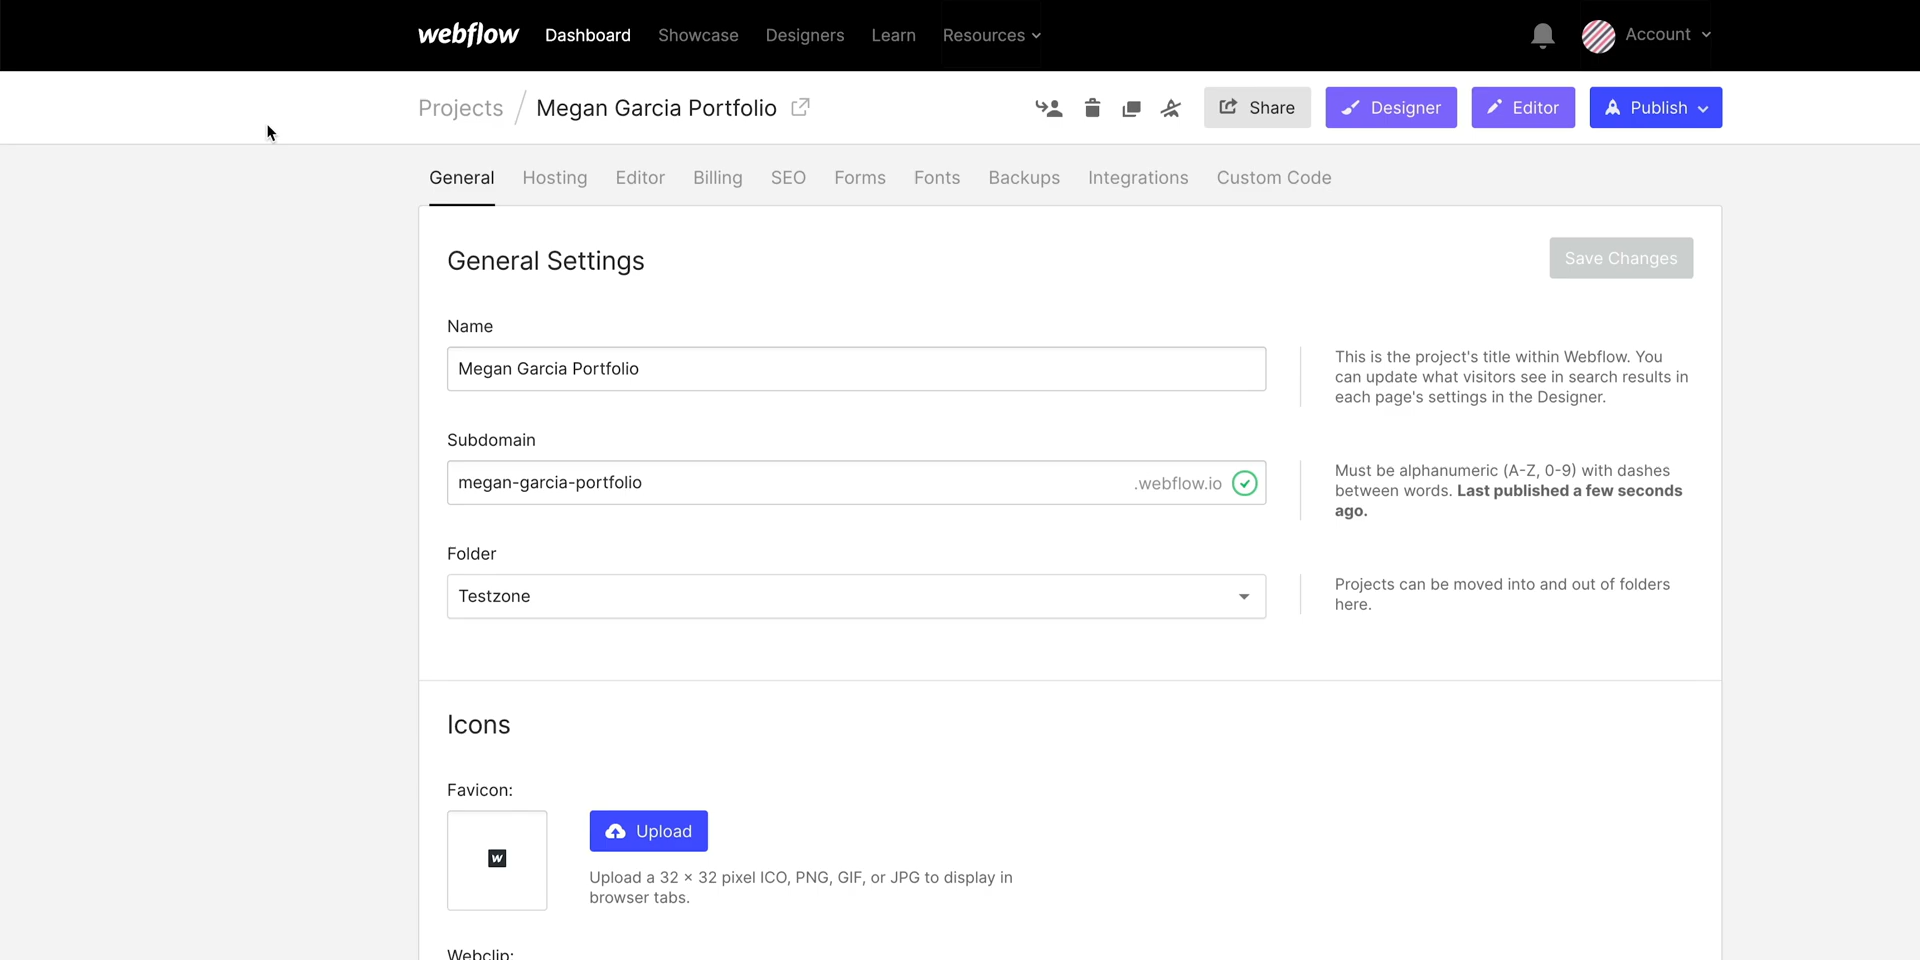 webflow Dashboard Showcase Designers Learn Resources Account
Projects / Megan Garcia Portfolio Share Designer Editor Publish
General Hosting Editor Billing SEO Forms Fonts Backups Integrations Custom Code
General Settings
Save Changes
Name
Megan Garcia Portfolio
This is the project's title within Webflow. You
can update what visitors see in search results in
each page's settings in the Designer.
Subdomain
megan-garcia-portfolio .webflow.io
Must be alphanumeric (A-Z, 0-9) with dashes
between words. Last published a few seconds
ago.
Folder
Testzone
Projects can be moved into and out of folders
here.
Icons
Favicon:
W
Upload
Upload a 32 × 32 pixel ICO, PNG, GIF, or JPG to display in
browser tabs.
Webclip: